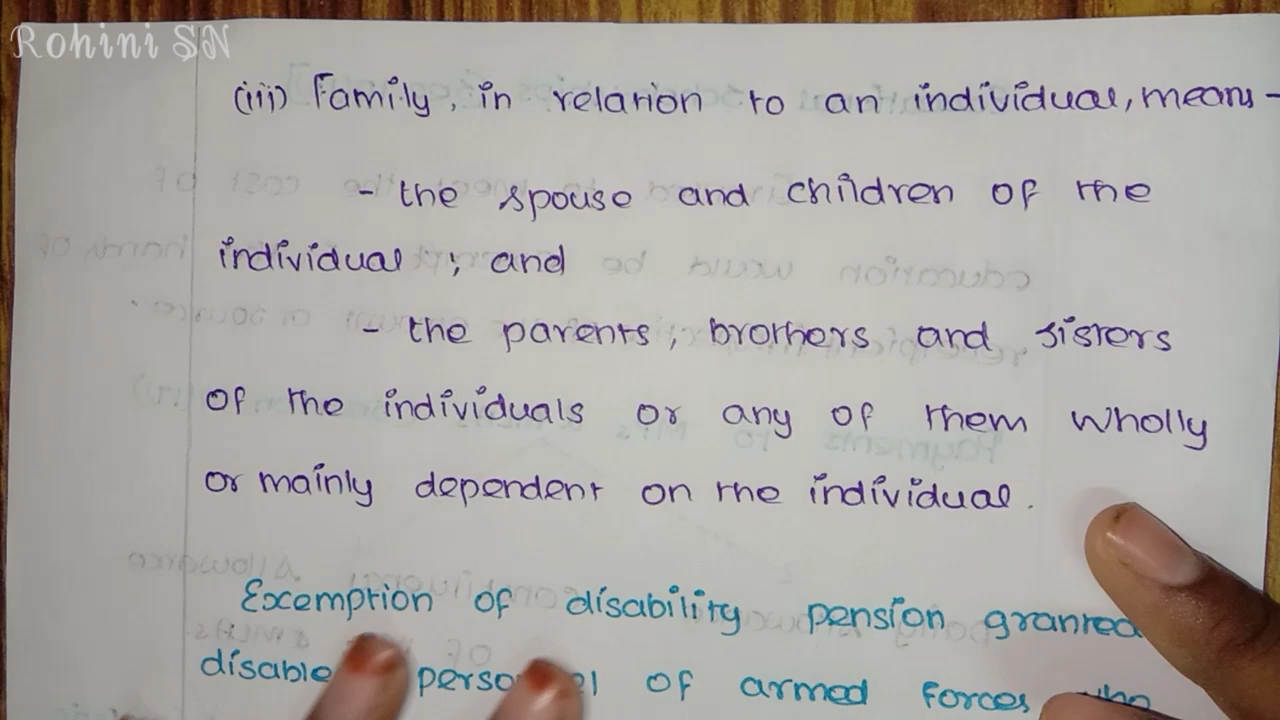 Rohini SN
(iii) Family, in relation to an individual, means -
- the spouse and children of the
individual ; and
- the parents, brothers and sisters
of the individuals or any of them wholly
or mainly dependent on the individual.
Exemption of disability pension granted
disable of armed forces who